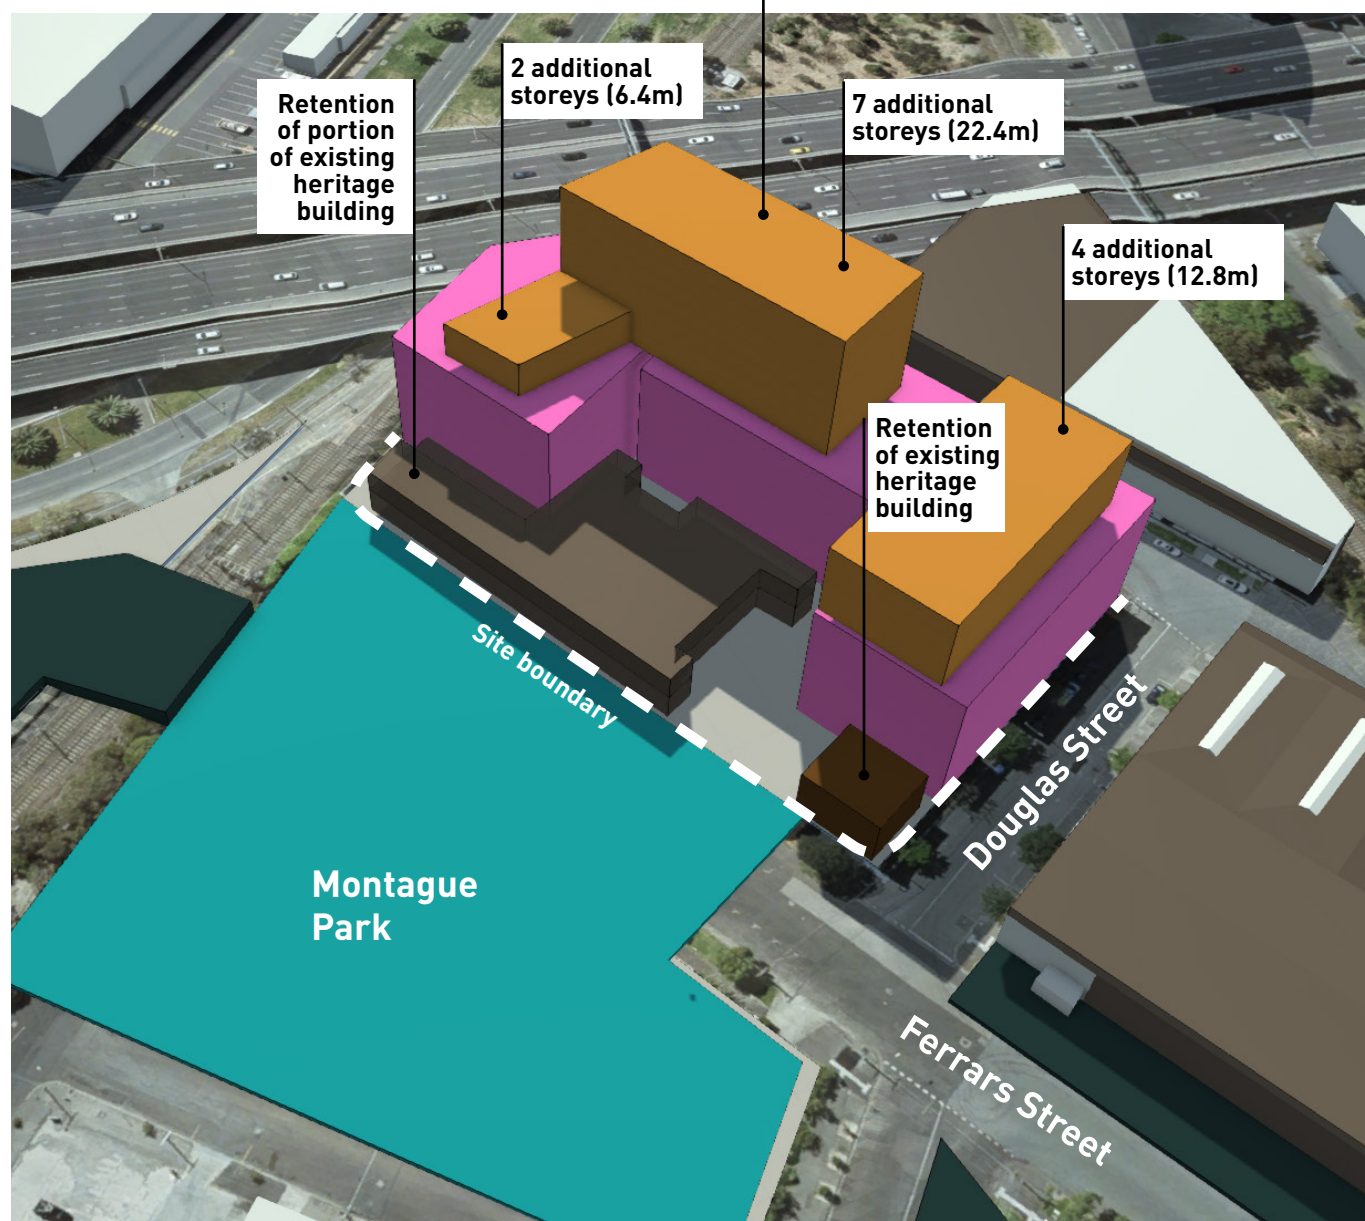 2 additional
storeys (6.4m)
Retention
of portion
of existing
heritage
building
7 additional
storeys (22.4m)
4 additional
storeys (12.8m)
Retention
of existing
heritage
building
Site boundary
Douglas Street
Montague
Park
Ferrars Street